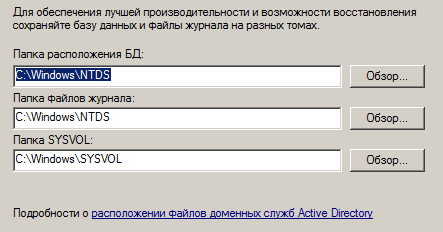 Для обеспечения лучшей производительности и возможности восстановления
сохраняйте базу данных и файлы журнала на разных томах.
Папка расположения БД:
C:\Windows\NTDS
Обзор...
Папка файлов журнала:
C:\Windows\NTDS
Обзор...
Папка SYSVOL:
C:\Windows\SYSVOL
Обзор...
Подробности о расположении файлов доменных служб Active Directory